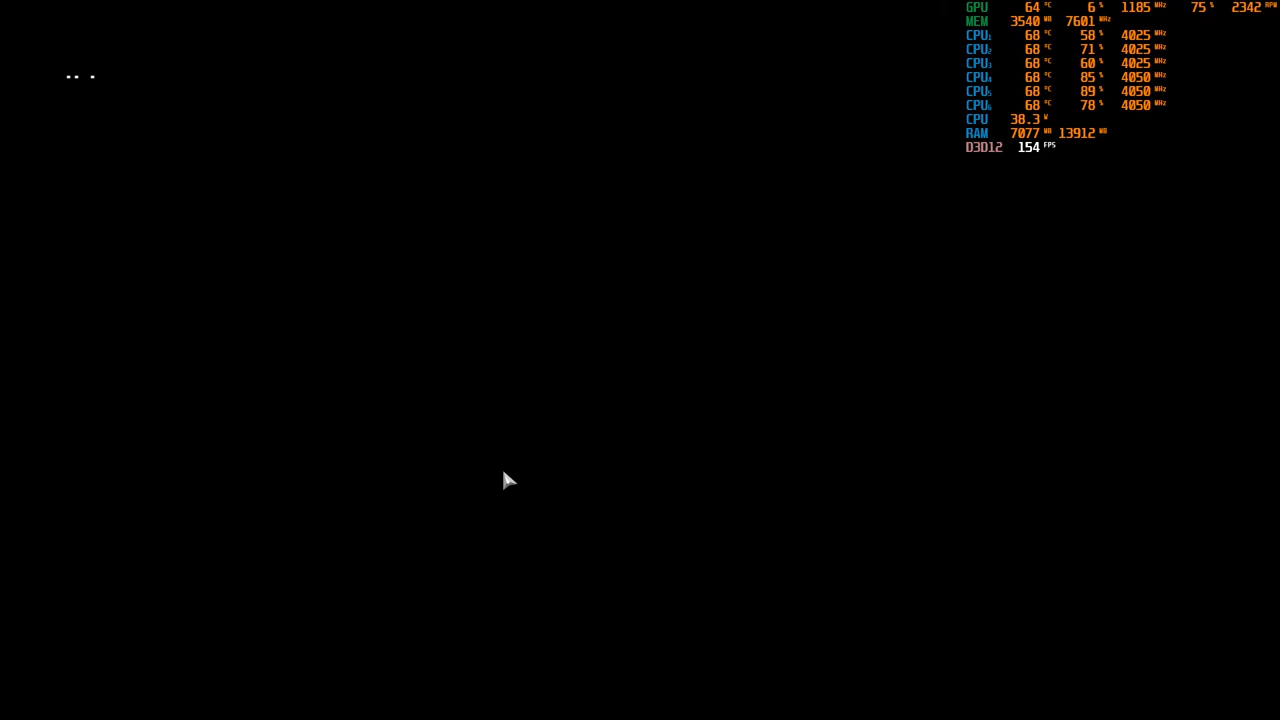 GPU 64 °C 6 % 1185 MHz 75 % 2342 RPM
MEM 3540 MB 7601 MHz
CPU1 68 °C 58 % 4025 MHz
CPU2 68 °C 71 % 4025 MHz
CPU3 68 °C 60 % 4025 MHz
CPU4 68 °C 85 % 4050 MHz
CPU5 68 °C 89 % 4050 MHz
CPU6 68 °C 78 % 4050 MHz
CPU 38.3 W
RAM 7077 MB 13912 MB
D3D12 154 FPS